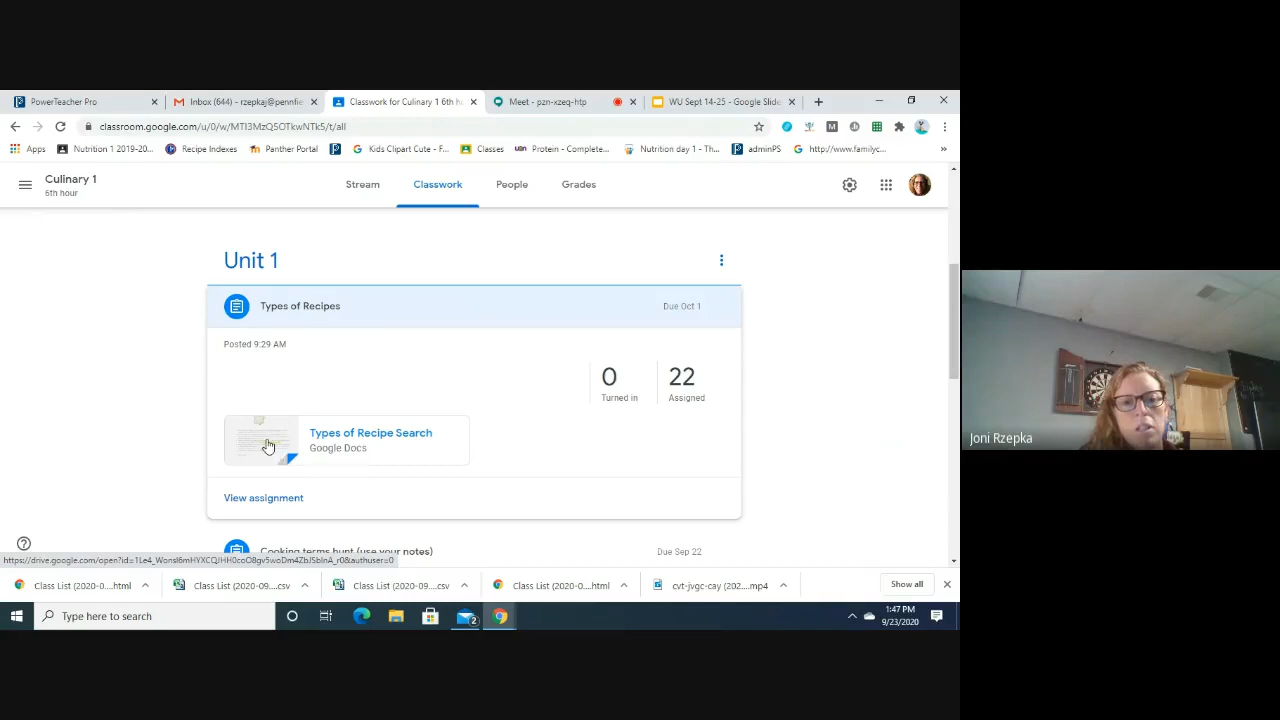 PowerTeacher Pro
Inbox (644) - rzepkaj@pennfie
Classwork for Culinary 1 6th h
Meet - pzn-xzeq-htp
WU Sept 14-25 - Google Slide
classroom.google.com/u/0/w/MTI3MzQ5OTkwNTk5/t/all
Apps
Nutrition 1 2019-20...
Recipe Indexes
Panther Portal
Kids Clipart Cute - F...
Classes
Protein - Complete...
Nutrition day 1 - Th...
adminPS
http://www.familyc...
»
Culinary 1
6th hour
Stream
Classwork
People
Grades
Unit 1
Types of Recipes
Due Oct 1
Posted 9:29 AM
0
22
Turned in
Assigned
Types of Recipe Search
Google Docs
View assignment
Cooking terms hunt (use your notes)
Due Sep 22
Class List (2020-0....html
Class List (2020-09....csv
Class List (2020-09....csv
Class List (2020-0....html
cvt-jvgc-cay (202....mp4
Show all
Type here to search
2
1:47 PM
9/23/2020
Joni Rzepka